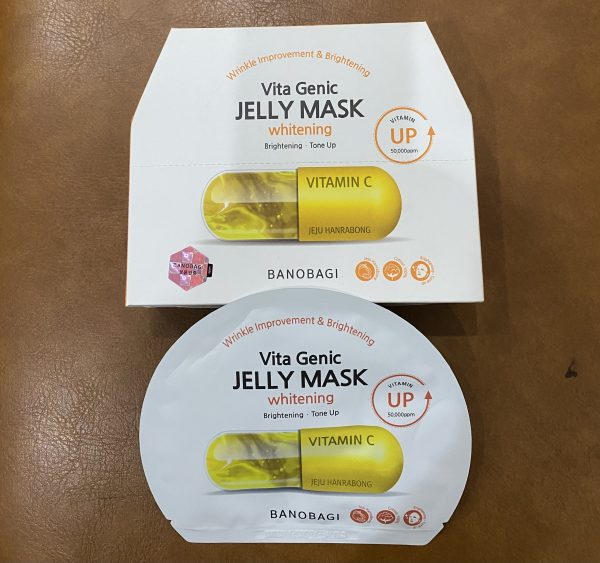 Wrinkle Improvement & Brightening
Vita Genic
JELLY MASK
whitening
Brightening · Tone Up
VITAMIN
UP
50,000ppm
VITAMIN C
JEJU HANRABONG
BANOBAGI
BANOBAGI
Wrinkle Improvement & Brightening
Vita Genic
JELLY MASK
whitening
Brightening · Tone Up
VITAMIN
UP
50,000ppm
VITAMIN C
JEJU HANRABONG
BANOBAGI